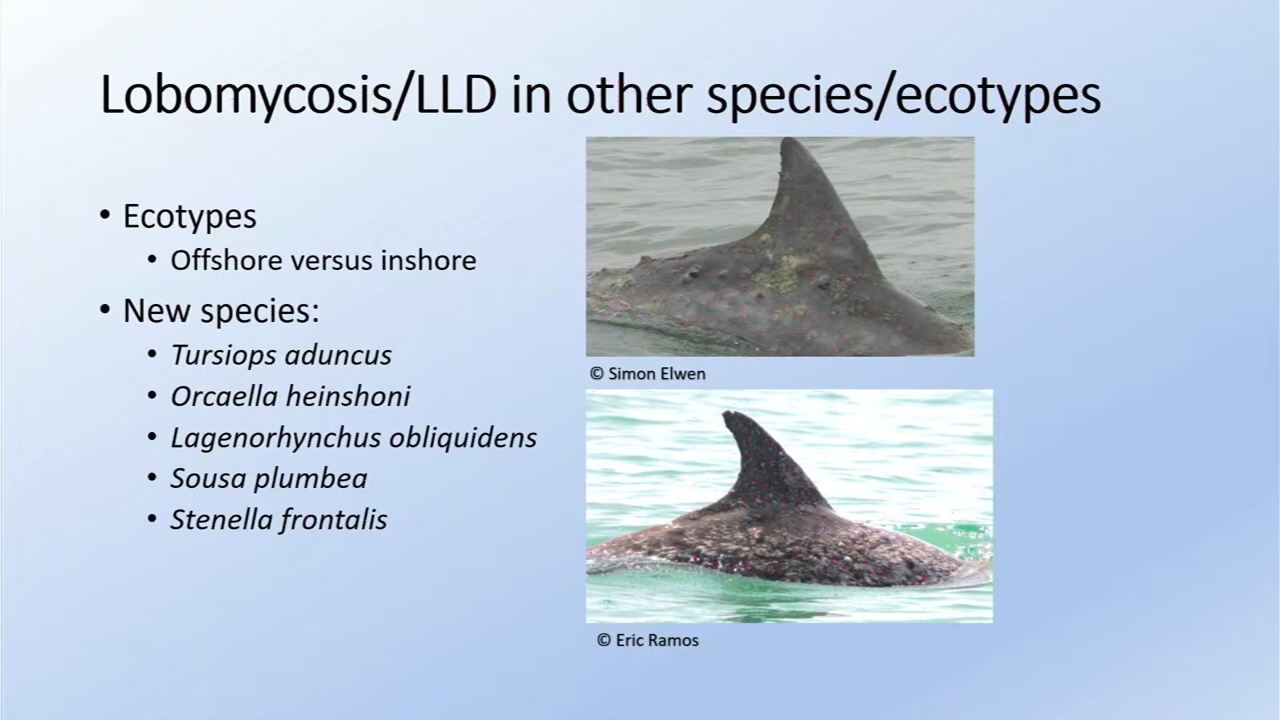 Lobomycosis/LLD in other species/ecotypes
• Ecotypes
• Offshore versus inshore
• New species:
• Tursiops aduncus
• Orcaella heinshoni
• Lagenorhynchus obliquidens
• Sousa plumbea
• Stenella frontalis
© Simon Elwen
© Eric Ramos